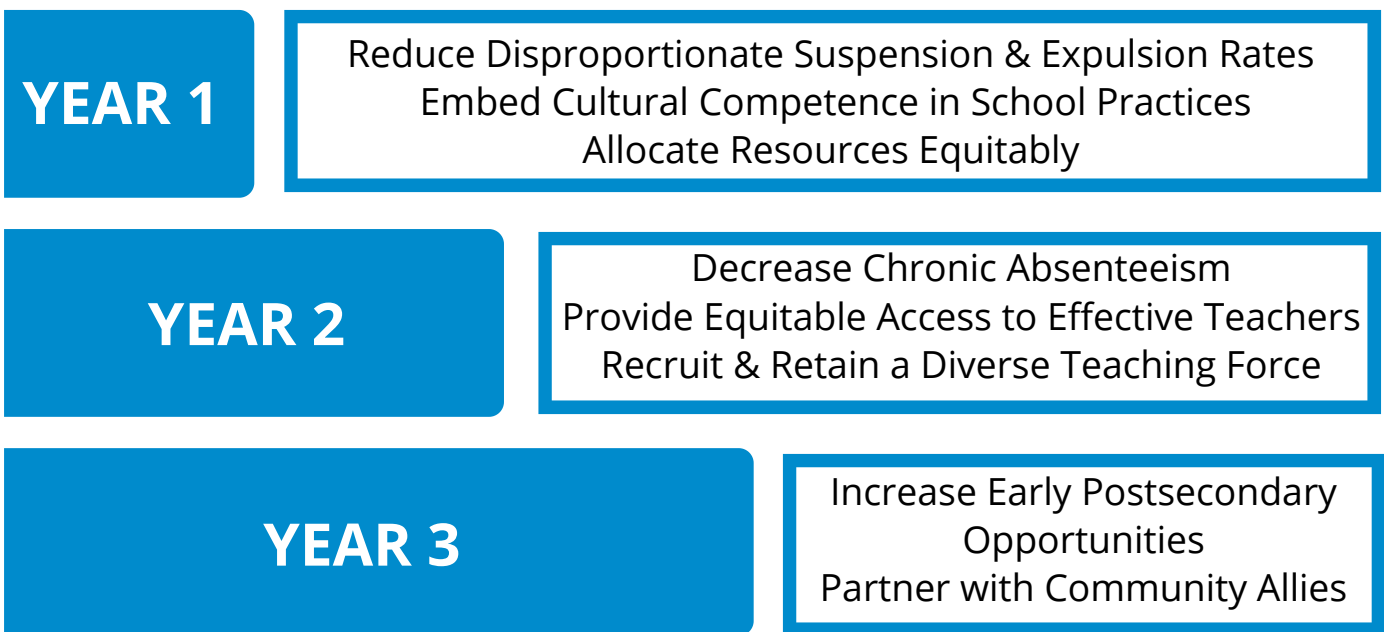 YEAR 1
Reduce Disproportionate Suspension & Expulsion Rates
Embed Cultural Competence in School Practices
Allocate Resources Equitably
YEAR 2
Decrease Chronic Absenteeism
Provide Equitable Access to Effective Teachers
Recruit & Retain a Diverse Teaching Force
YEAR 3
Increase Early Postsecondary
Opportunities
Partner with Community Allies